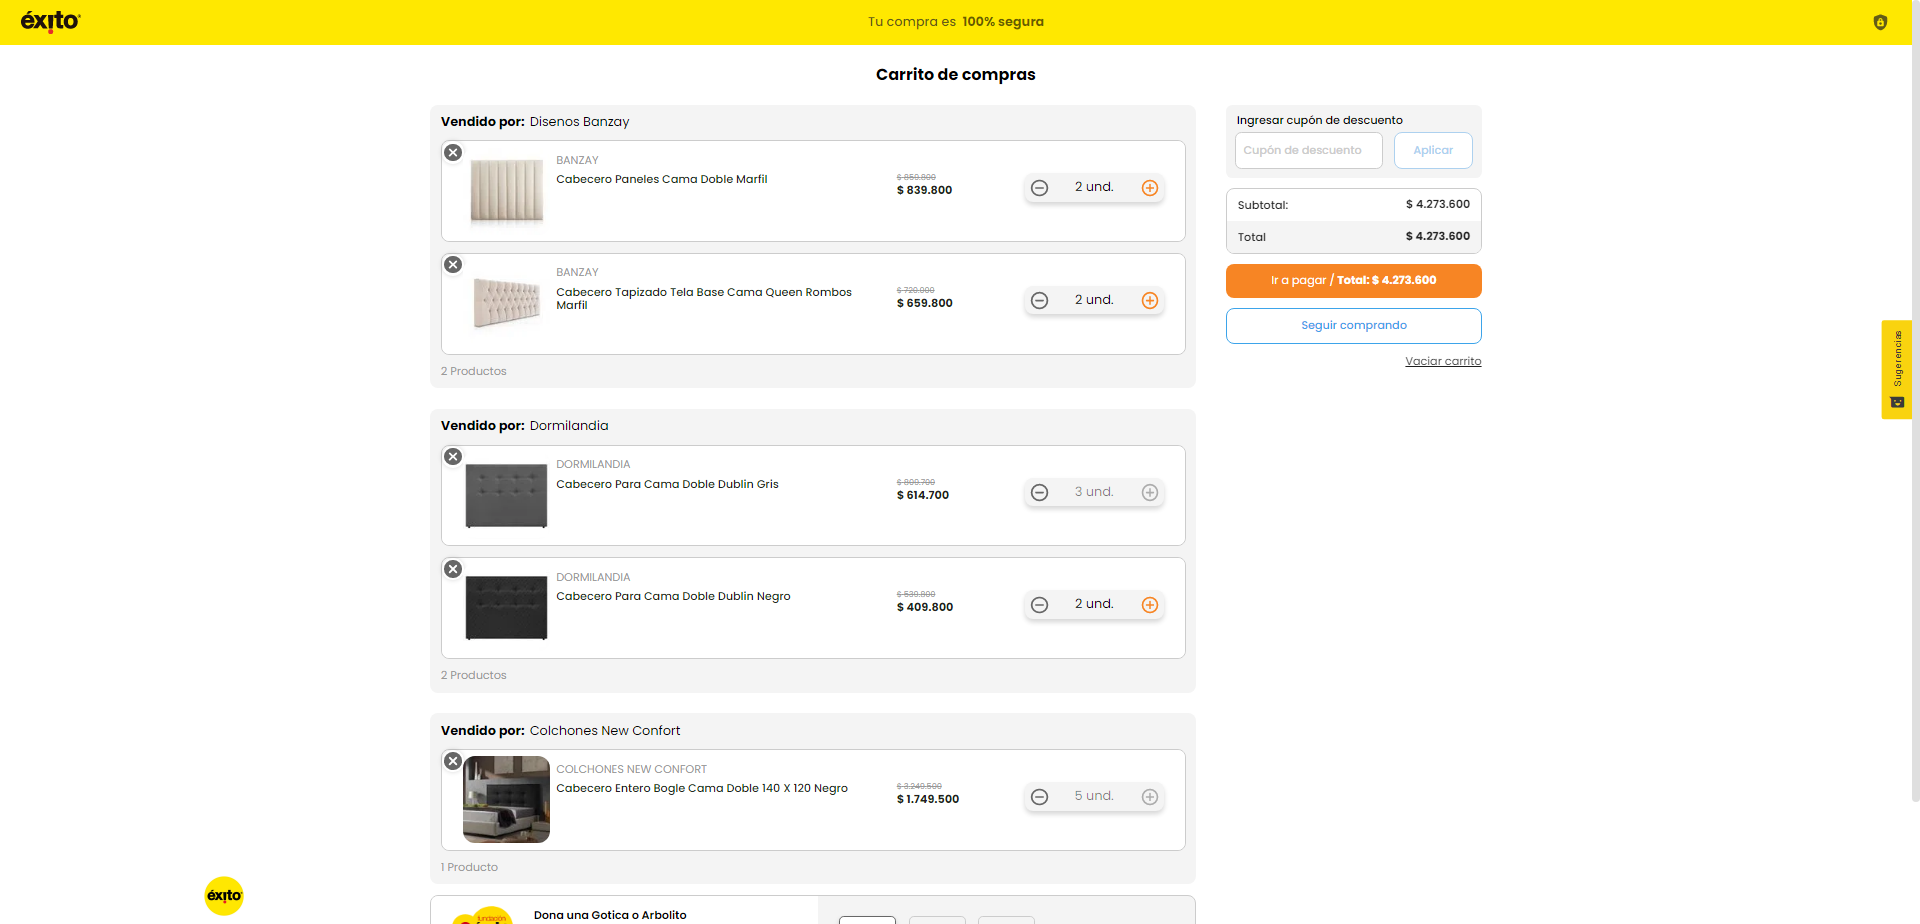 éxito
Tu compra es 100% segura
Carrito de compras
Vendido por: Disenos Banzay
BANZAY
Cabecero Paneles Cama Doble Marfil
$ 859.800
$ 839.800
2 und.
BANZAY
Cabecero Tapizado Tela Base Cama Queen Rombos
Marfil
$ 720.000
$ 659.800
2 und.
2 Productos
Vendido por: Dormilandia
DORMILANDIA
Cabecero Para Cama Doble Dublin Gris
$ 809.700
$ 614.700
3 und.
DORMILANDIA
Cabecero Para Cama Doble Dublin Negro
$ 539.800
$ 409.800
2 und.
2 Productos
Vendido por: Colchones New Confort
COLCHONES NEW CONFORT
Cabecero Entero Bogle Cama Doble 140 X 120 Negro
$ 3.249.500
$ 1.749.500
5 und.
1 Producto
fundación
Dona una Gotica o Arbolito
Ingresar cupón de descuento
Cupón de descuento
Aplicar
Subtotal: $ 4.273.600
Total $ 4.273.600
Ir a pagar / Total: $ 4.273.600
Seguir comprando
Vaciar carrito
Sugerencias
éxito